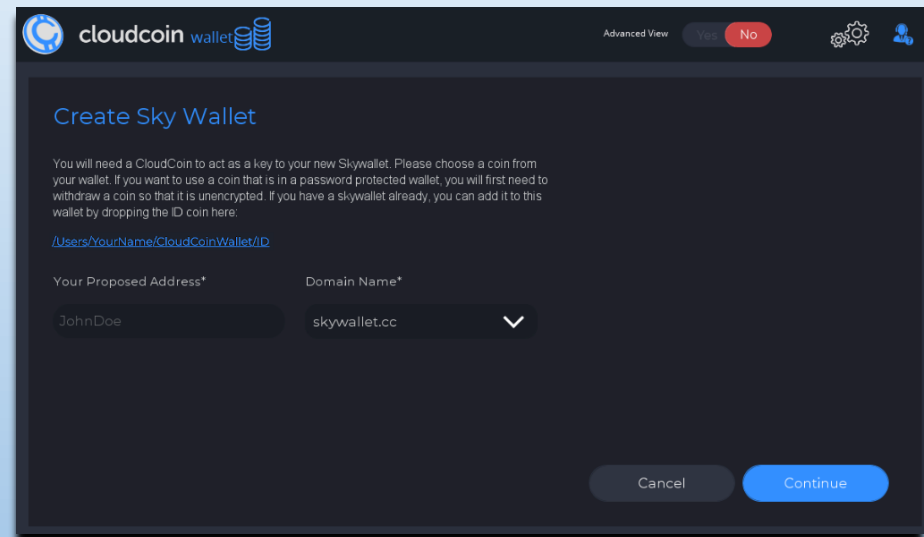 cloudcoin wallet
Advanced View Yes No
Create Sky Wallet
You will need a CloudCoin to act as a key to your new Skywallet. Please choose a coin from
your wallet. If you want to use a coin that is in a password protected wallet, you will first need to
withdraw a coin so that it is unencrypted. If you have a skywallet already, you can add it to this
wallet by dropping the ID coin here:
/Users/YourName/CloudCoinWallet/ID
Your Proposed Address* Domain Name*
JohnDoe skywallet.cc
Cancel Continue